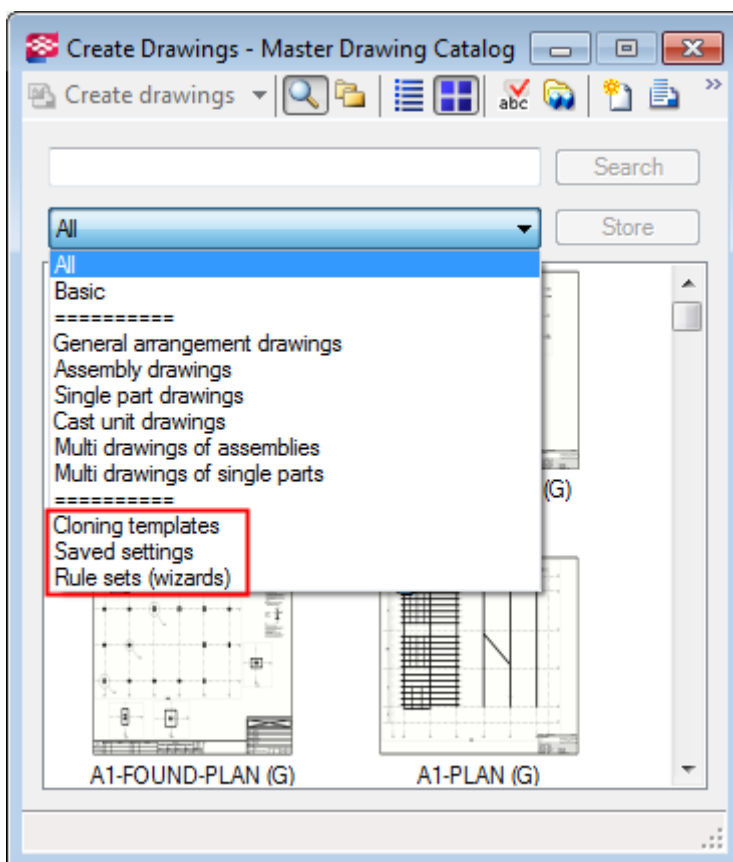 Create Drawings - Master Drawing Catalog
Create drawings
abc
Search
All
Store
All
Basic
==========
General arrangement drawings
Assembly drawings
Single part drawings
Cast unit drawings
Multi drawings of assemblies
Multi drawings of single parts
==========
(G)
Cloning templates
Saved settings
Rule sets (wizards)
A1-FOUND-PLAN (G)
A1-PLAN (G)